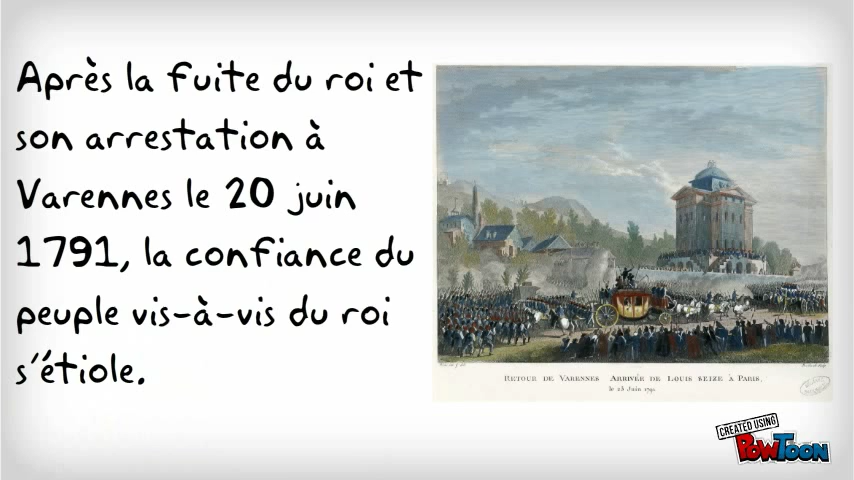 Après la fuite du roi et
son arrestation à
Varennes le 20 juin
1791, la confiance du
peuple vis-à-vis du roi
s'étiole.
RETOUR DE VARENNES ARRIVÉE DE LOUIS SEIZE À PARIS,
le 25 Juin 1791
CREATED USING
POWTOON